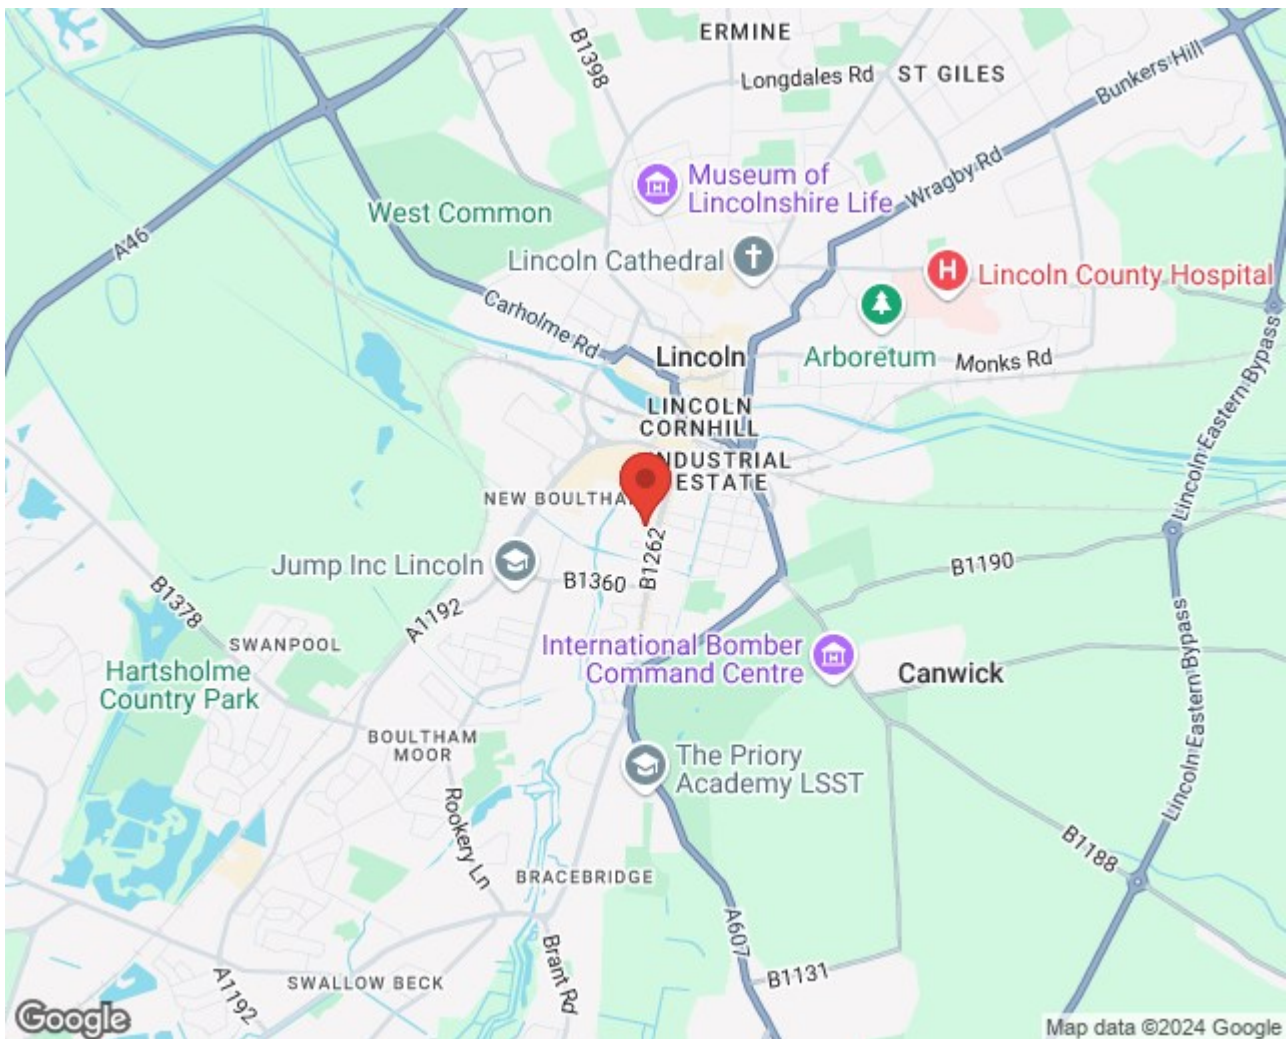 ERMINE
B1398
Longdales Rd
ST GILES
Bunkers Hill
Museum of
Lincolnshire Life
Wragby Rd
West Common
A46
Lincoln Cathedral
Lincoln County Hospital
Carholme Rd
Lincoln
Arboretum
Monks Rd
Lincoln Eastern Bypass
LINCOLN
CORNHILL
INDUSTRIAL
ESTATE
NEW BOULTHA
B1262
Jump Inc Lincoln
B1360
B1190
B1378
A1192
SWANPOOL
International Bomber
Command Centre
Canwick
Lincoln Eastern Bypass
Hartsholme
Country Park
BOULTHAM
MOOR
The Priory
Academy LSST
Rookery Ln
B1188
BRACEBRIDGE
A607
Brant Rd
B1131
A1192
SWALLOW BECK
Google
Map data ©2024 Google